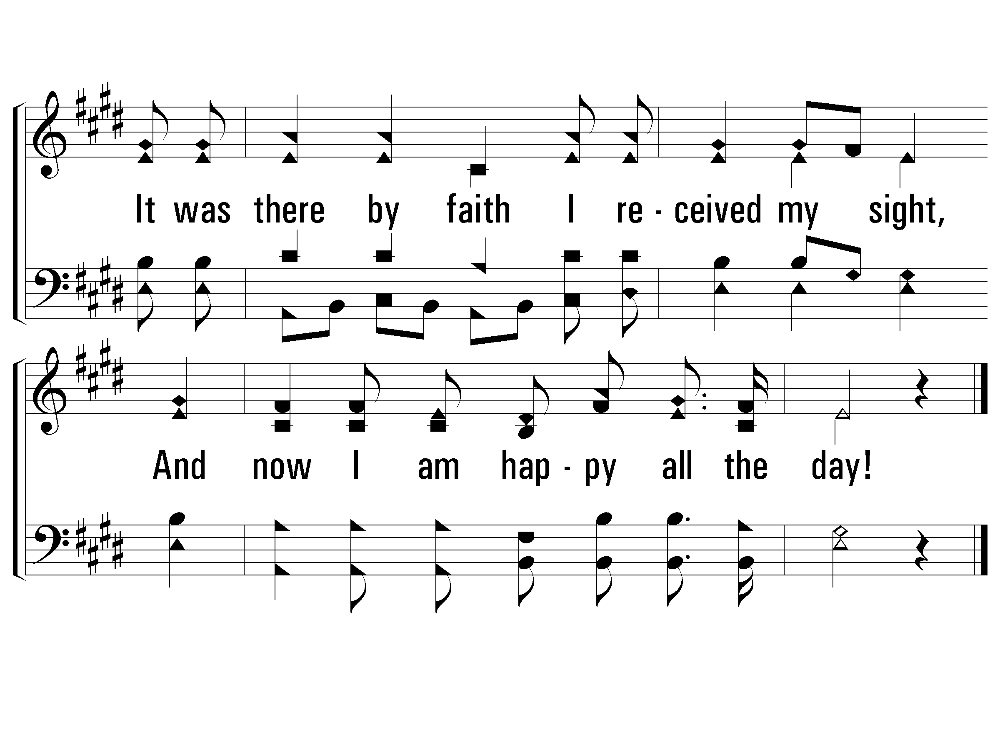 It was there by faith I re - ceived my sight,
And now I am hap - py all the day!